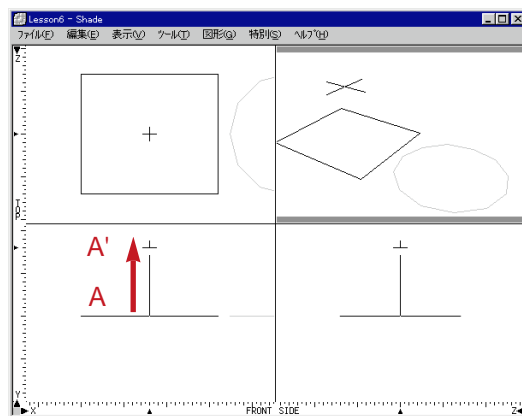 Lesson6 - Shade
ファイル(F) 編集(E) 表示(V) ツール(T) 図形(G) 特別(S) ヘルプ(H)
Z
TOP
A'
A
Y
X FRONT SIDE Z